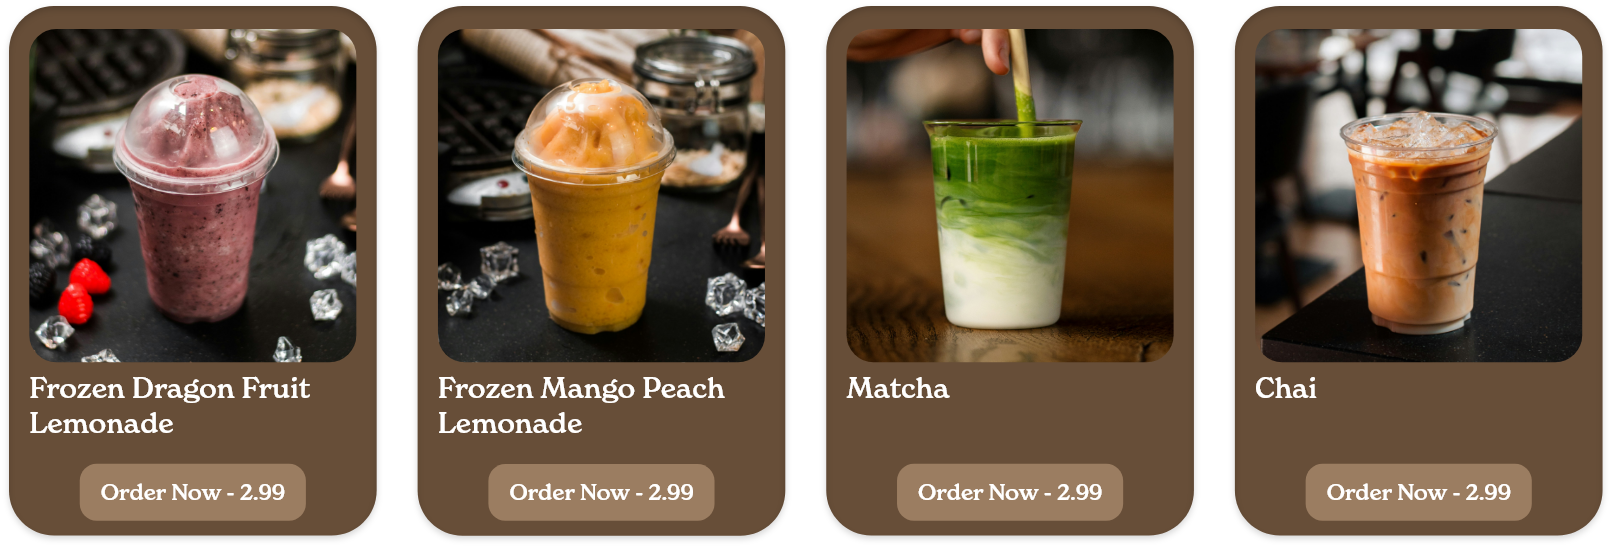 Frozen Dragon Fruit
Lemonade
Order Now - 2.99
Frozen Mango Peach
Lemonade
Order Now - 2.99
Matcha
Order Now - 2.99
Chai
Order Now - 2.99